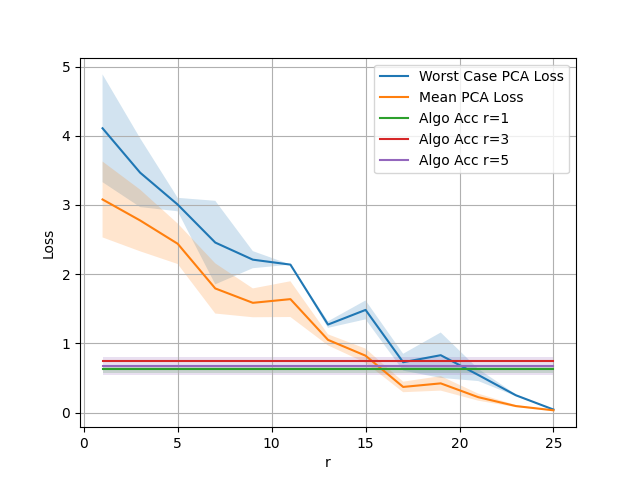 Worst Case PCA Loss
Mean PCA Loss
Algo Acc r=1
Algo Acc r=3
Algo Acc r=5
Loss
5
4
3
2
1
0
0
5
10
15
20
25
r